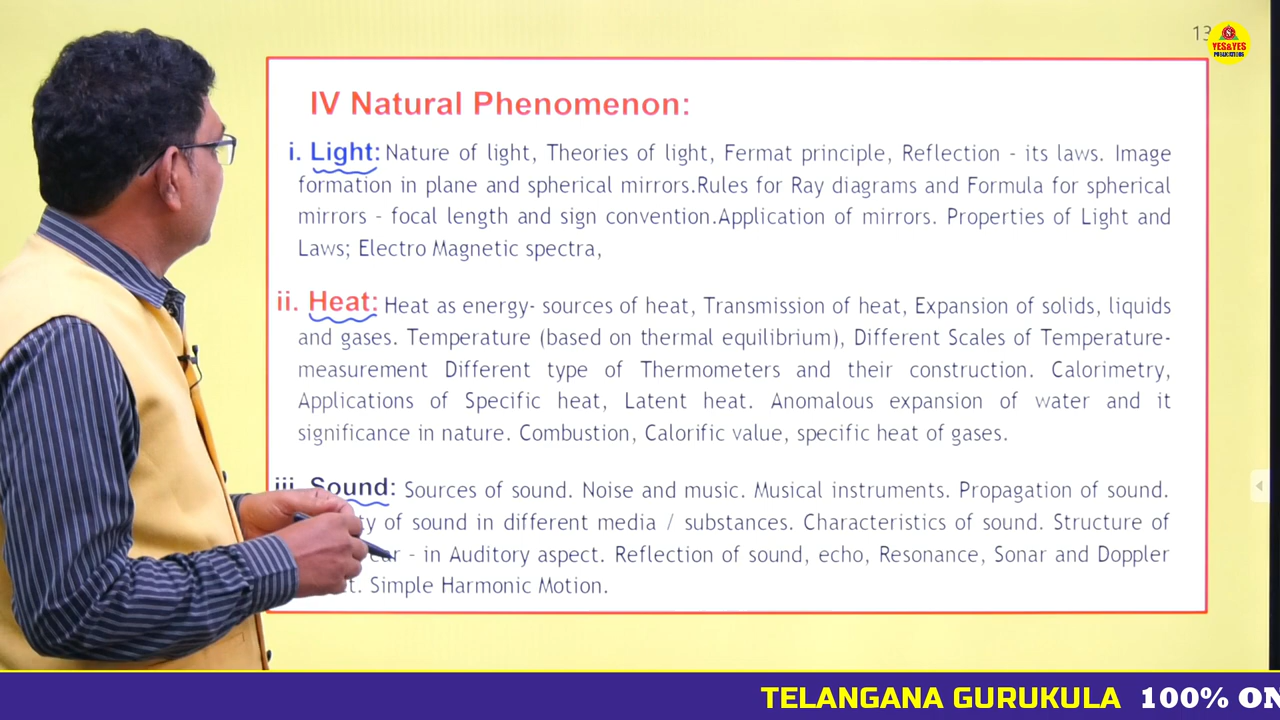 13
YES&YES
PUBLICATIONS
IV Natural Phenomenon:
i. Light: Nature of light, Theories of light, Fermat principle, Reflection - its laws. Image
formation in plane and spherical mirrors.Rules for Ray diagrams and Formula for spherical
mirrors - focal length and sign convention.Application of mirrors. Properties of Light and
Laws; Electro Magnetic spectra,
ii. Heat: Heat as energy- sources of heat, Transmission of heat, Expansion of solids, liquids
and gases. Temperature (based on thermal equilibrium), Different Scales of Temperature-
measurement Different type of Thermometers and their construction. Calorimetry,
Applications of Specific heat, Latent heat. Anomalous expansion of water and it
significance in nature. Combustion, Calorific value, specific heat of gases.
iii. Sound: Sources of sound. Noise and music. Musical instruments. Propagation of sound.
of sound in different media / substances. Characteristics of sound. Structure of
- in Auditory aspect. Reflection of sound, echo, Resonance, Sonar and Doppler
Simple Harmonic Motion.
TELANGANA GURUKULA 100% ON